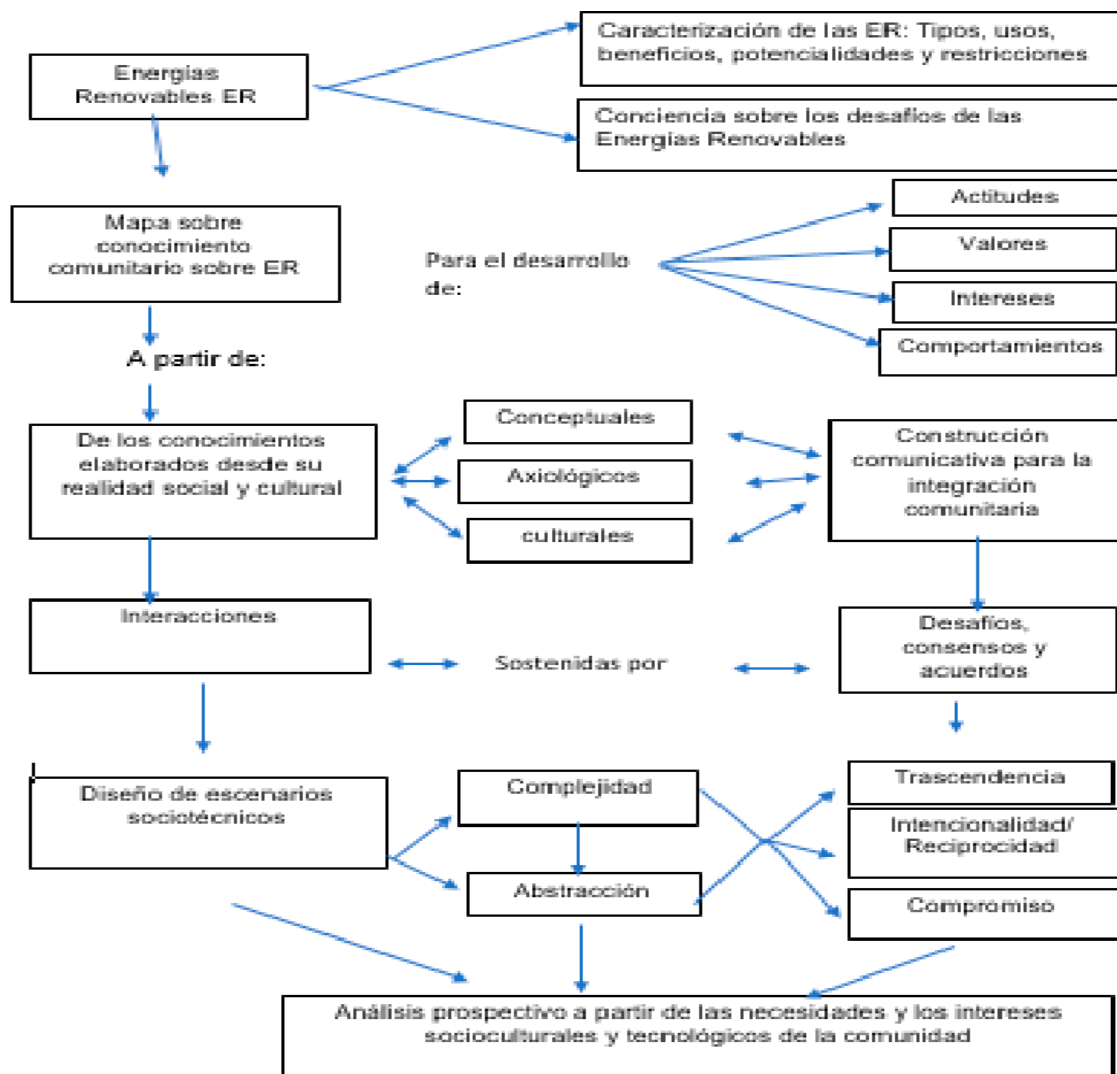 Caracterización de las ER: Tipos, usos,
beneficios, potencialidades y restricciones
Energías
Renovables ER
Conciencia sobre los desafíos de las
Energías Renovables
Mapa sobre
conocimiento
comunitario sobre ER
Para el desarrollo
de:
Actitudes
Valores
Intereses
Comportamientos
A partir de:
De los conocimientos
elaborados desde su
realidad social y cultural
Conceptuales
Axiológicos
culturales
Construcción
comunicativa para la
integración
comunitaria
Interacciones
Sostenidas por
Desafíos,
consensos y
acuerdos
Diseño de escenarios
sociotécnicos
Complejidad
Abstracción
Trascendencia
Intencionalidad/
Reciprocidad
Compromiso
Análisis prospectivo a partir de las necesidades y los intereses
socioculturales y tecnológicos de la comunidad